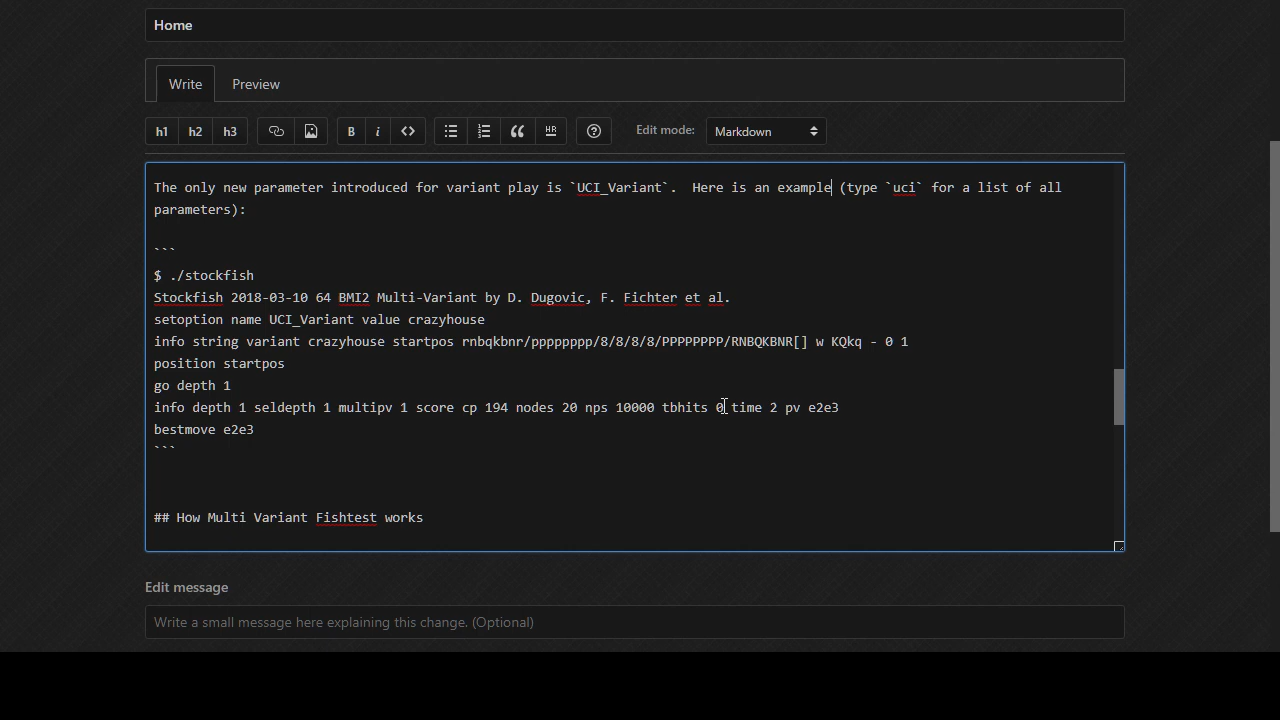 Home
Write Preview
h1 h2 h3 B i <> HR ? Edit mode: Markdown
The only new parameter introduced for variant play is `UCI_Variant`.  Here is an example (type `uci` for a list of all
parameters):
```
$ ./stockfish
Stockfish 2018-03-10 64 BMI2 Multi-Variant by D. Dugovic, F. Fichter et al.
setoption name UCI_Variant value crazyhouse
info string variant crazyhouse startpos rnbqkbnr/pppppppp/8/8/8/8/PPPPPPPP/RNBQKBNR[] w KQkq - 0 1
position startpos
go depth 1
info depth 1 seldepth 1 multipv 1 score cp 194 nodes 20 nps 10000 tbhits 0 time 2 pv e2e3
bestmove e2e3
```
## How Multi Variant Fishtest works
Edit message
Write a small message here explaining this change. (Optional)